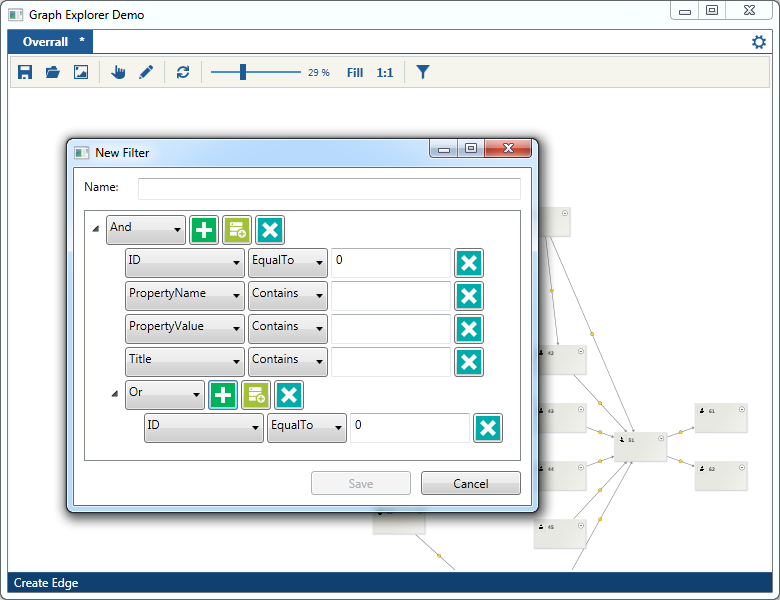 Graph Explorer Demo
Overrall *
29 % Fill 1:1
New Filter
Name:
And
ID EqualTo 0
PropertyName Contains
PropertyValue Contains
Title Contains
Or
ID EqualTo 0
Save Cancel
42
43
61
51
44
62
45
Create Edge